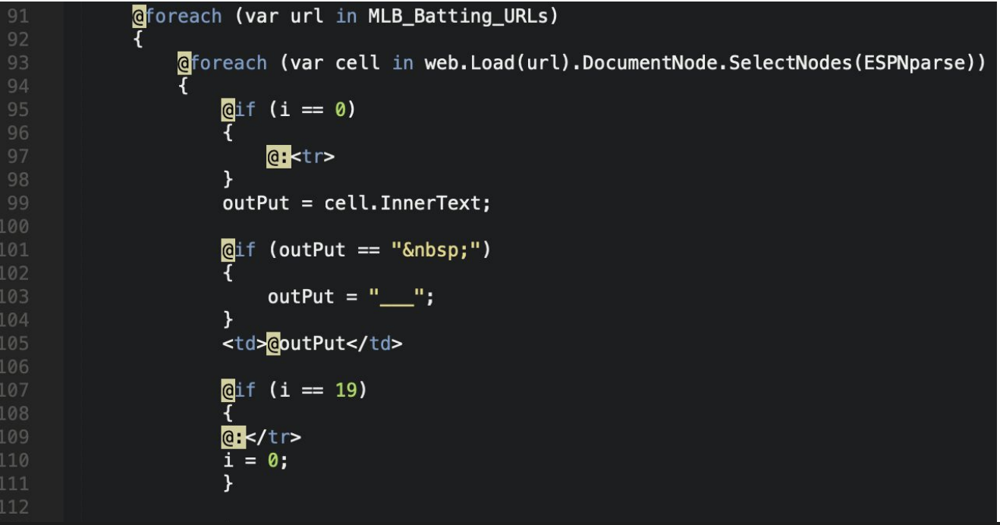 91 @foreach (var url in MLB_Batting_URLs)
92 {
93 @foreach (var cell in web.Load(url).DocumentNode.SelectNodes(ESPNparse))
94 {
95 @if (i == 0)
96 {
97 @:<tr>
98 }
99 outPut = cell.InnerText;
100
101 @if (outPut == "&nbsp;")
102 {
103 outPut = "___";
104 }
105 <td>@outPut</td>
106
107 @if (i == 19)
108 {
109 @:</tr>
110 i = 0;
111 }
112